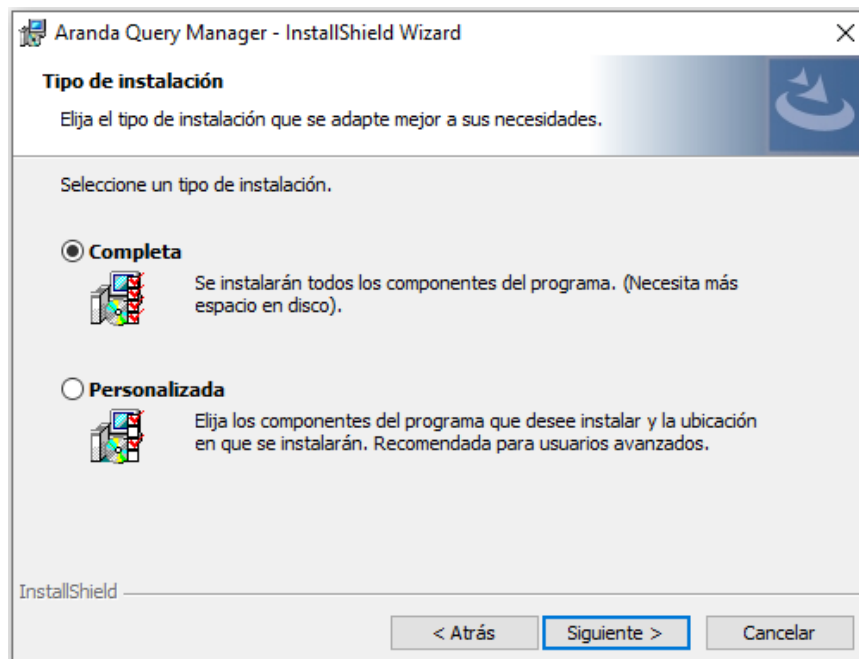 Aranda Query Manager - InstallShield Wizard
Tipo de instalación
Elija el tipo de instalación que se adapte mejor a sus necesidades.
Seleccione un tipo de instalación.
Completa
Se instalarán todos los componentes del programa. (Necesita más
espacio en disco).
Personalizada
Elija los componentes del programa que desee instalar y la ubicación
en que se instalarán. Recomendada para usuarios avanzados.
InstallShield
< Atrás
Siguiente >
Cancelar